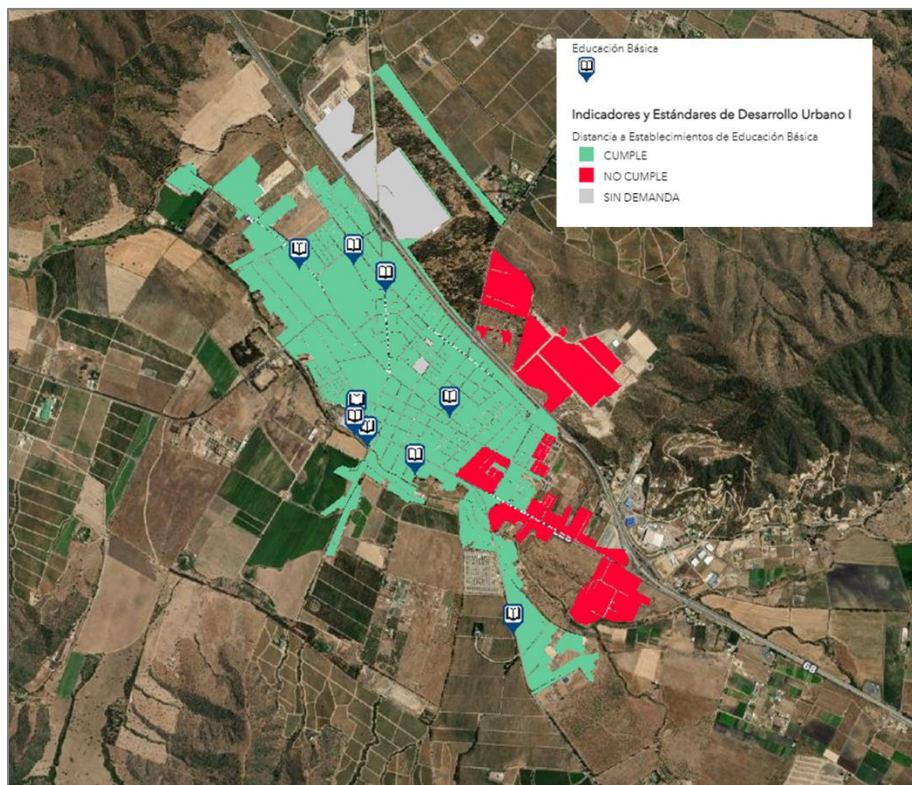 Educación Básica
Indicadores y Estándares de Desarrollo Urbano I
Distancia a Establecimientos de Educación Básica
CUMPLE
NO CUMPLE
SIN DEMANDA
68